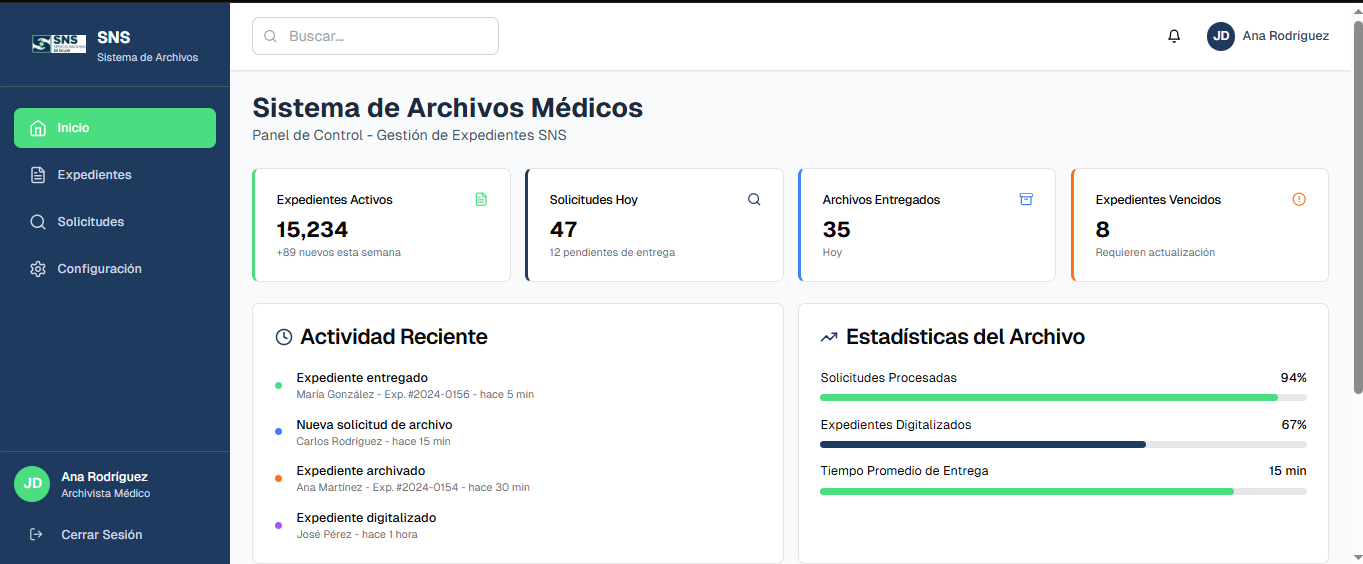 SNS
SERVICIO NACIONAL
DE SALUD
SNS
Sistema de Archivos
Inicio
Expedientes
Solicitudes
Configuración
JD
Ana Rodríguez
Archivista Médico
Cerrar Sesión
Buscar...
JD Ana Rodríguez
Sistema de Archivos Médicos
Panel de Control - Gestión de Expedientes SNS
Expedientes Activos
15,234
+89 nuevos esta semana
Solicitudes Hoy
47
12 pendientes de entrega
Archivos Entregados
35
Hoy
Expedientes Vencidos
8
Requieren actualización
Actividad Reciente
Expediente entregado
María González - Exp. #2024-0156 - hace 5 min
Nueva solicitud de archivo
Carlos Rodríguez - hace 15 min
Expediente archivado
Ana Martínez - Exp. #2024-0154 - hace 30 min
Expediente digitalizado
José Pérez - hace 1 hora
Estadísticas del Archivo
Solicitudes Procesadas 94%
Expedientes Digitalizados 67%
Tiempo Promedio de Entrega 15 min